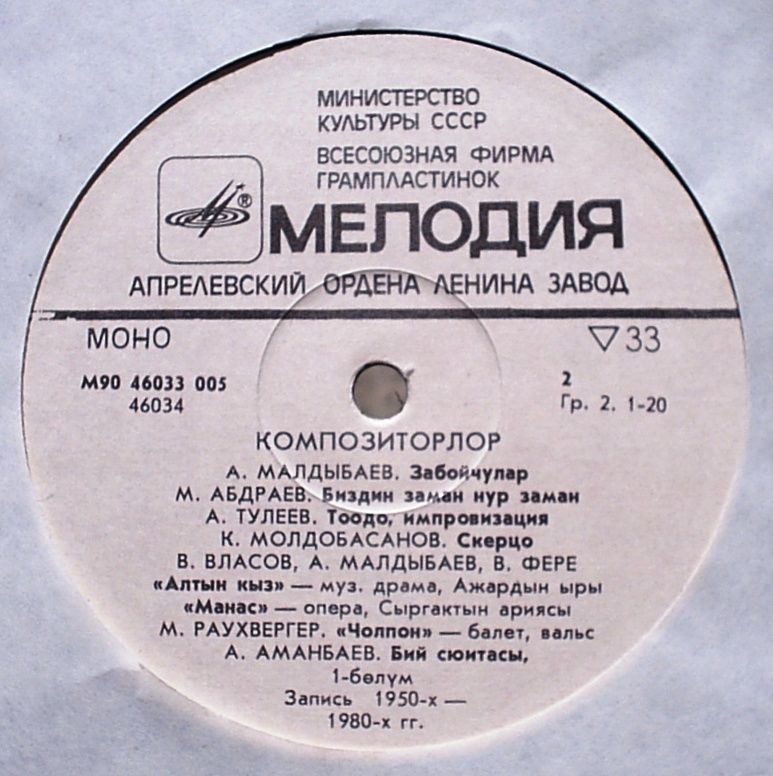 МИНИСТЕРСТВО
КУЛЬТУРЫ СССР
ВСЕСОЮЗНАЯ ФИРМА
ГРАМПЛАСТИНОК
®
МЕЛОДИЯ
АПРЕЛЕВСКИЙ ОРДЕНА ЛЕНИНА ЗАВОД
МОНО
▽33
М90 46033 005
46034
2
Гр. 2. 1-20
КОМПОЗИТОРЛОР
А. МАЛДЫБАЕВ. Забойчулар
М. АБДРАЕВ. Биздин заман нур заман
А. ТУЛЕЕВ. Тоодо, импровизация
К. МОЛДОБАСАНОВ. Скерцо
В. ВЛАСОВ, А. МАЛДЫБАЕВ, В. ФЕРЕ
«Алтын кыз» — муз. драма, Ажардын ыры
«Манас» — опера, Сыргактын ариясы
М. РАУХВЕРГЕР. «Чолпон» — балет, вальс
А. АМАНБАЕВ. Бий сюитасы,
1-бөлүм
Запись 1950-х —
1980-х гг.